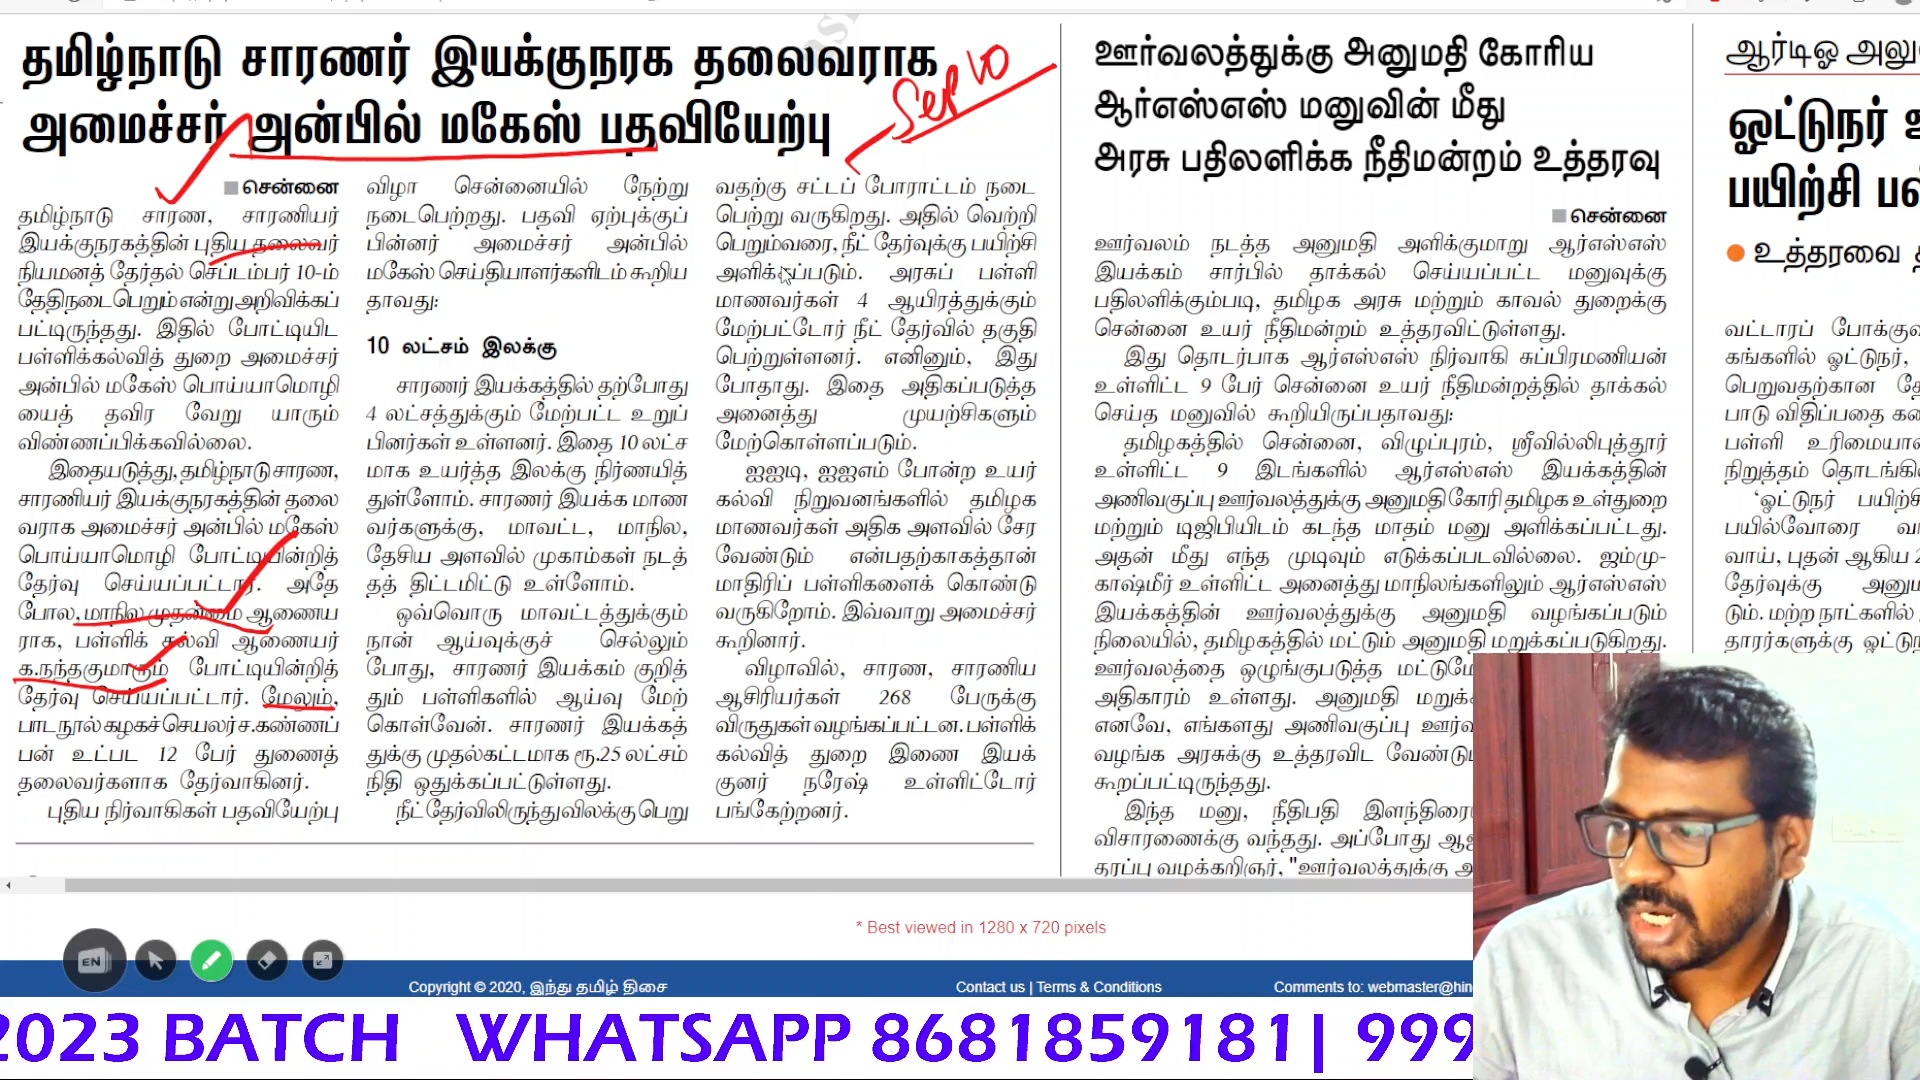 தமிழ்நாடு சாரணர் இயக்குநரக தலைவராக
அமைச்சர் அன்பில் மகேஸ் பதவியேற்பு
Sep 10
சென்னை
தமிழ்நாடு சாரண, சாரணியர்
இயக்குநரகத்தின் புதிய தலைவர்
நியமனத் தேர்தல் செப்டம்பர் 10-ம்
தேதி நடைபெறும் என்று அறிவிக்கப்
பட்டிருந்தது. இதில் போட்டியிட
பள்ளிக்கல்வித் துறை அமைச்சர்
அன்பில் மகேஸ் பொய்யாமொழி
யைத் தவிர வேறு யாரும்
விண்ணப்பிக்கவில்லை.
இதையடுத்து, தமிழ்நாடு சாரண,
சாரணியர் இயக்குநரகத்தின் தலை
வராக அமைச்சர் அன்பில் மகேஸ்
பொய்யாமொழி போட்டியின்றித்
தேர்வு செய்யப்பட்டார். அதே
போல, மாநில முதன்மை ஆணைய
ராக, பள்ளிக் கல்வி ஆணையர்
க.நந்தகுமாரும் போட்டியின்றித்
தேர்வு செய்யப்பட்டார். மேலும்,
பாடநூல் கழகச் செயலர் ச.கண்ணப்
பன் உட்பட 12 பேர் துணைத்
தலைவர்களாக தேர்வாகினர்.
புதிய நிர்வாகிகள் பதவியேற்பு
விழா சென்னையில் நேற்று
நடைபெற்றது. பதவி ஏற்புக்குப்
பின்னர் அமைச்சர் அன்பில்
மகேஸ் செய்தியாளர்களிடம் கூறிய
தாவது:
10 லட்சம் இலக்கு
சாரணர் இயக்கத்தில் தற்போது
4 லட்சத்துக்கும் மேற்பட்ட உறுப்
பினர்கள் உள்ளனர். இதை 10 லட்ச
மாக உயர்த்த இலக்கு நிர்ணயித்
துள்ளோம். சாரணர் இயக்க மாண
வர்களுக்கு, மாவட்ட, மாநில,
தேசிய அளவில் முகாம்கள் நடத்
தத் திட்டமிட்டு உள்ளோம்.
ஒவ்வொரு மாவட்டத்துக்கும்
நான் ஆய்வுக்குச் செல்லும்
போது, சாரணர் இயக்கம் குறித்
தும் பள்ளிகளில் ஆய்வு மேற்
கொள்வேன். சாரணர் இயக்கத்
துக்கு முதல்கட்டமாக ரூ.25 லட்சம்
நிதி ஒதுக்கப்பட்டுள்ளது.
நீட் தேர்விலிருந்து விலக்கு பெறு
வதற்கு சட்டப் போராட்டம் நடை
பெற்று வருகிறது. அதில் வெற்றி
பெறும்வரை, நீட் தேர்வுக்கு பயிற்சி
அளிக்கப்படும். அரசுப் பள்ளி
மாணவர்கள் 4 ஆயிரத்துக்கும்
மேற்பட்டோர் நீட் தேர்வில் தகுதி
பெற்றுள்ளனர். எனினும், இது
போதாது. இதை அதிகப்படுத்த
அனைத்து முயற்சிகளும்
மேற்கொள்ளப்படும்.
ஐஐடி, ஐஐஎம் போன்ற உயர்
கல்வி நிறுவனங்களில் தமிழக
மாணவர்கள் அதிக அளவில் சேர
வேண்டும் என்பதற்காகத்தான்
மாதிரிப் பள்ளிகளைக் கொண்டு
வருகிறோம். இவ்வாறு அமைச்சர்
கூறினார்.
விழாவில், சாரண, சாரணிய
ஆசிரியர்கள் 268 பேருக்கு
விருதுகள் வழங்கப்பட்டன. பள்ளிக்
கல்வித் துறை இணை இயக்
குனர் நரேஷ் உள்ளிட்டோர்
பங்கேற்றனர்.
ஊர்வலத்துக்கு அனுமதி கோரிய
ஆர்எஸ்எஸ் மனுவின் மீது
அரசு பதிலளிக்க நீதிமன்றம் உத்தரவு
சென்னை
ஊர்வலம் நடத்த அனுமதி அளிக்குமாறு ஆர்எஸ்எஸ்
இயக்கம் சார்பில் தாக்கல் செய்யப்பட்ட மனுவுக்கு
பதிலளிக்கும்படி, தமிழக அரசு மற்றும் காவல் துறைக்கு
சென்னை உயர் நீதிமன்றம் உத்தரவிட்டுள்ளது.
இது தொடர்பாக ஆர்எஸ்எஸ் நிர்வாகி சுப்பிரமணியன்
உள்ளிட்ட 9 பேர் சென்னை உயர் நீதிமன்றத்தில் தாக்கல்
செய்த மனுவில் கூறியிருப்பதாவது:
தமிழகத்தில் சென்னை, விழுப்புரம், ஸ்ரீவில்லிபுத்தூர்
உள்ளிட்ட 9 இடங்களில் ஆர்எஸ்எஸ் இயக்கத்தின்
அணிவகுப்பு ஊர்வலத்துக்கு அனுமதி கோரி தமிழக உள்துறை
மற்றும் டிஜிபியிடம் கடந்த மாதம் மனு அளிக்கப்பட்டது.
அதன் மீது எந்த முடிவும் எடுக்கப்படவில்லை. ஜம்மு-
காஷ்மீர் உள்ளிட்ட அனைத்து மாநிலங்களிலும் ஆர்எஸ்எஸ்
இயக்கத்தின் ஊர்வலத்துக்கு அனுமதி வழங்கப்படும்
நிலையில், தமிழகத்தில் மட்டும் அனுமதி மறுக்கப்படுகிறது.
ஊர்வலத்தை ஒழுங்குபடுத்த மட்டுமே
அதிகாரம் உள்ளது. அனுமதி மறுக்க
எனவே, எங்களது அணிவகுப்பு ஊர்வ
வழங்க அரசுக்கு உத்தரவிட வேண்டும்
கூறப்பட்டிருந்தது.
இந்த மனு, நீதிபதி இளந்திரை
விசாரணைக்கு வந்தது. அப்போது
தரப்பு வழக்கறிஞர், "ஊர்வலத்துக்கு அ
ஆர்டிஓ அலு
ஓட்டுநர் உ
பயிற்சி பள்
உத்தரவை
வட்டாரப் போக்குவ
கங்களில் ஓட்டுநர்,
பெறுவதற்கான தே
பாடு விதிப்பதை கன
பள்ளி உரிமையா
நிறுத்தம் தொடங்கி
'ஓட்டுநர் பயிற்சி
பயில்வோரை வா
வாய், புதன் ஆகிய 2
தேர்வுக்கு அனும
டும். மற்ற நாட்களில்
தாரர்களுக்கு ஓட்டு
* Best viewed in 1280 x 720 pixels
EN
Copyright © 2020, இந்து தமிழ் திசை
Contact us | Terms & Conditions
Comments to: webmaster@hin
2023 BATCH WHATSAPP 8681859181| 999